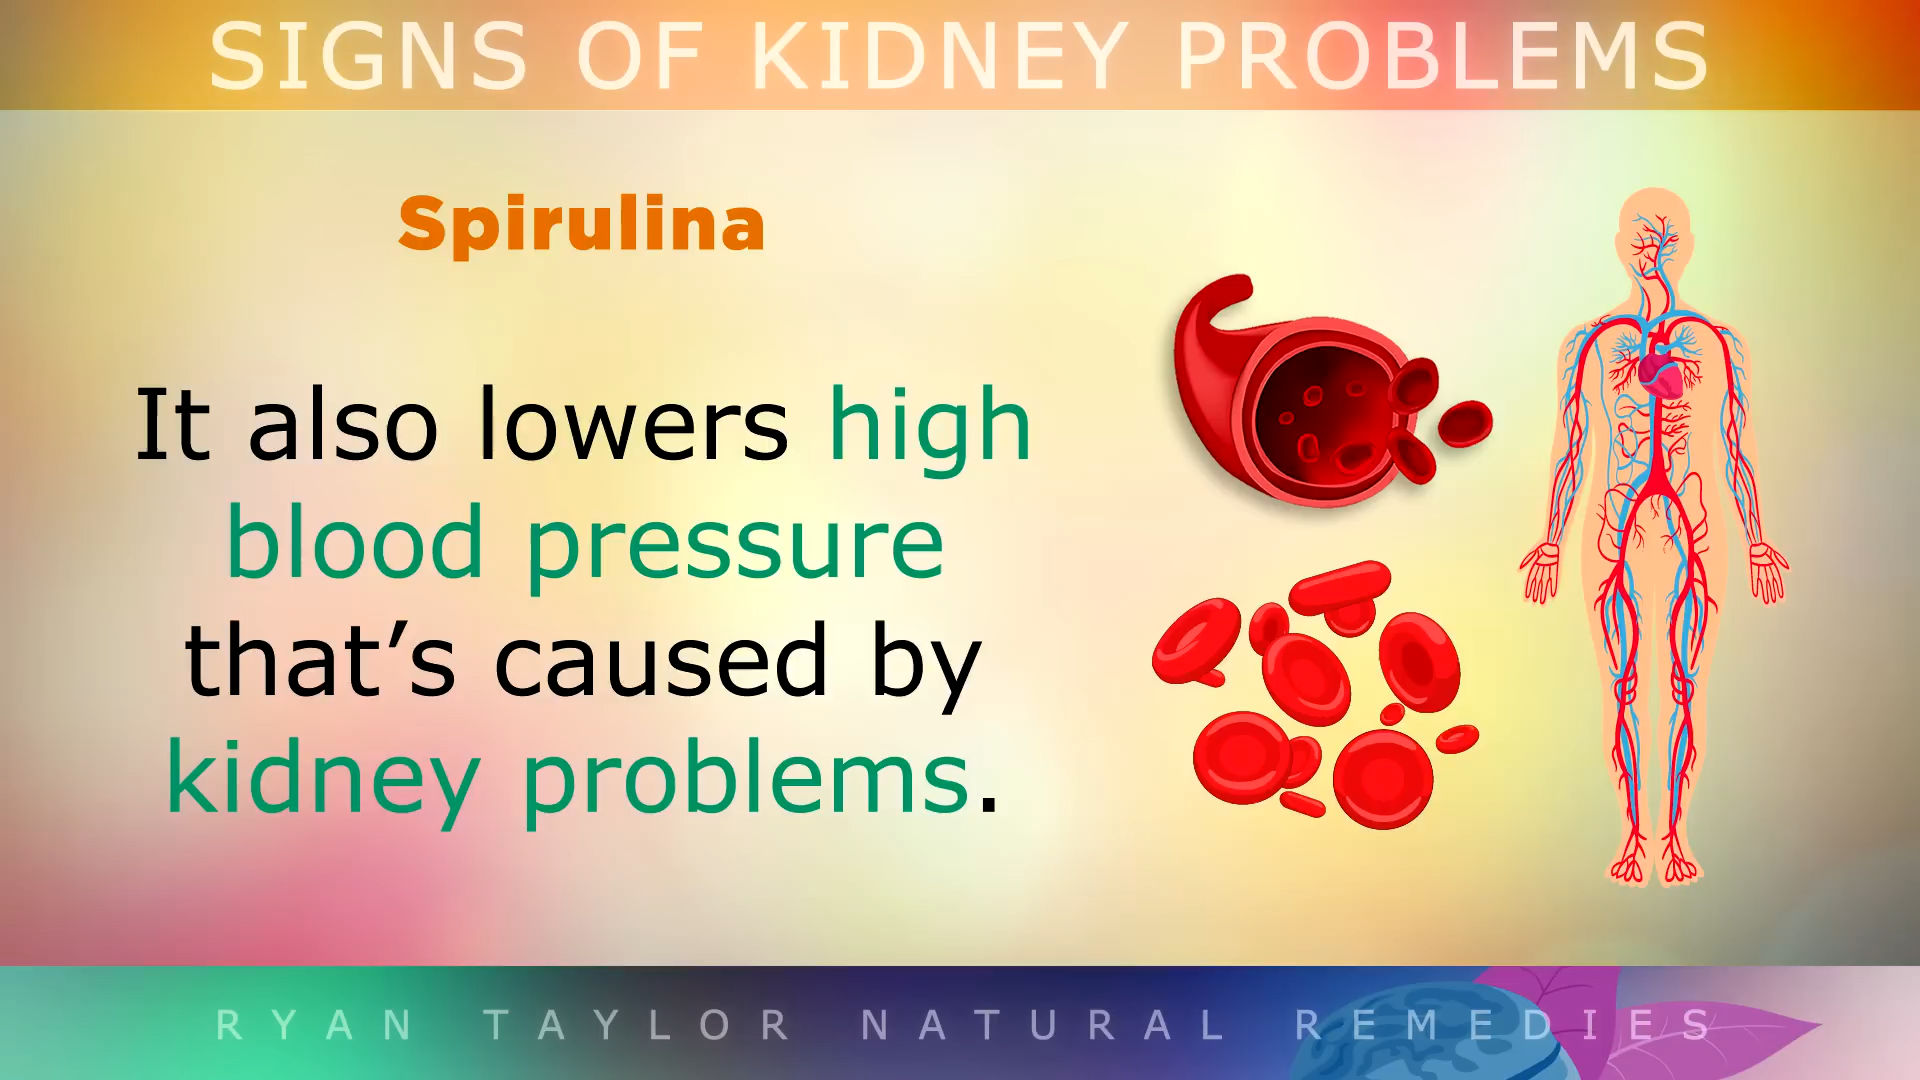 SIGNS OF KIDNEY PROBLEMS
Spirulina
It also lowers high
blood pressure
that’s caused by
kidney problems.
RYAN TAYLOR NATURAL REMEDIES